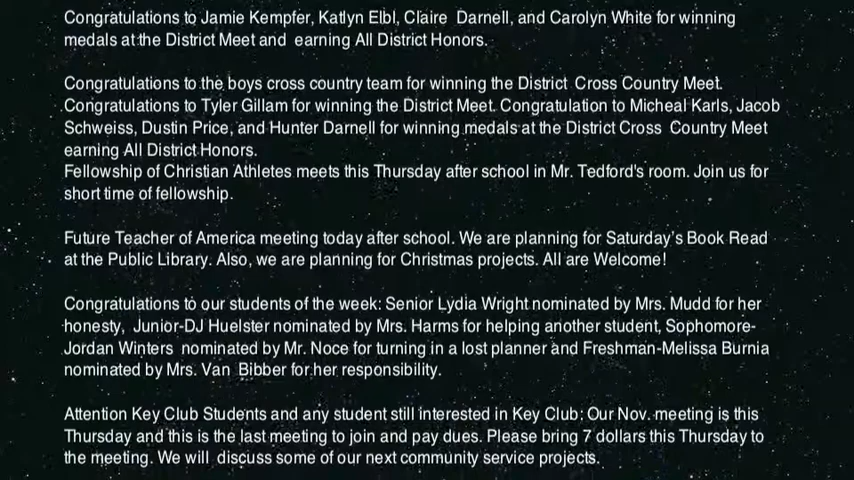 Congratulations to Jamie Kempfer, Katlyn Elbl, Claire Darnell, and Carolyn White for winning
medals at the District Meet and earning All District Honors.
Congratulations to the boys cross country team for winning the District Cross Country Meet.
Congratulations to Tyler Gillam for winning the District Meet. Congratulation to Micheal Karls, Jacob
Schweiss, Dustin Price, and Hunter Darnell for winning medals at the District Cross Country Meet
earning All District Honors.
Fellowship of Christian Athletes meets this Thursday after school in Mr. Tedford's room. Join us for
short time of fellowship.
Future Teacher of America meeting today after school. We are planning for Saturday's Book Read
at the Public Library. Also, we are planning for Christmas projects. All are Welcome!
Congratulations to our students of the week: Senior Lydia Wright nominated by Mrs. Mudd for her
honesty, Junior-DJ Huelster nominated by Mrs. Harms for helping another student, Sophomore-
Jordan Winters nominated by Mr. Noce for turning in a lost planner and Freshman-Melissa Burnia
nominated by Mrs. Van Bibber for her responsibility.
Attention Key Club Students and any student still interested in Key Club: Our Nov. meeting is this
Thursday and this is the last meeting to join and pay dues. Please bring 7 dollars this Thursday to
the meeting. We will discuss some of our next community service projects.